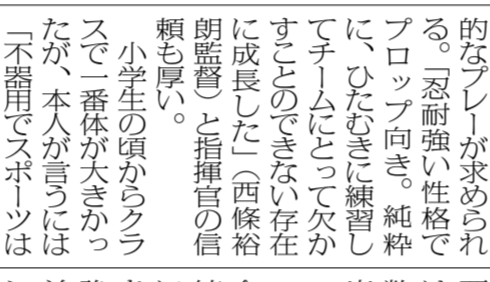 的なプレーが求められ
る。「忍耐強い性格で
プロップ向き。純粋
に、ひたむきに練習し
てチームにとって欠か
すことのできない存在
に成長した」（西條裕
朗監督）と指揮官の信
頼も厚い。
　小学生の頃からクラ
スで一番体が大きかっ
たが、本人が言うには
「不器用でスポーツは